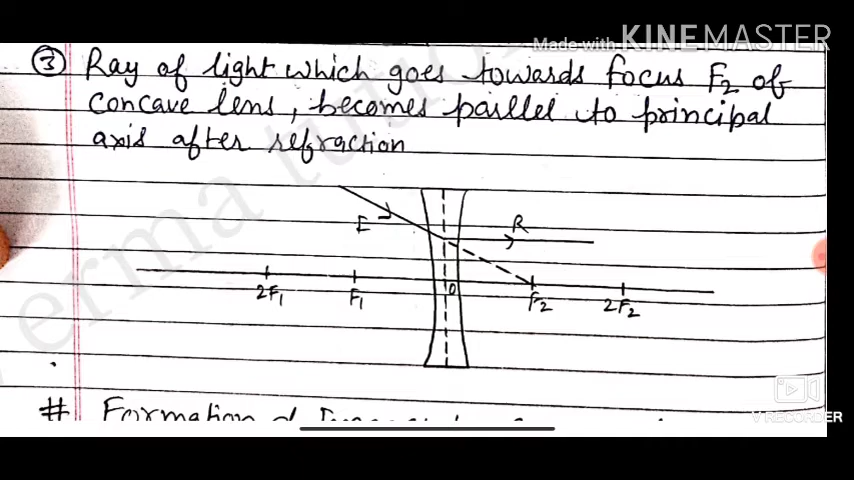 Made with KINEMASTER
③ Ray of light which goes towards focus F₂ of
concave lens, becomes parllel to principal
axis after refraction
I R
2F₁ F₁ O F₂ 2F₂
# Formation of
V RECORDER